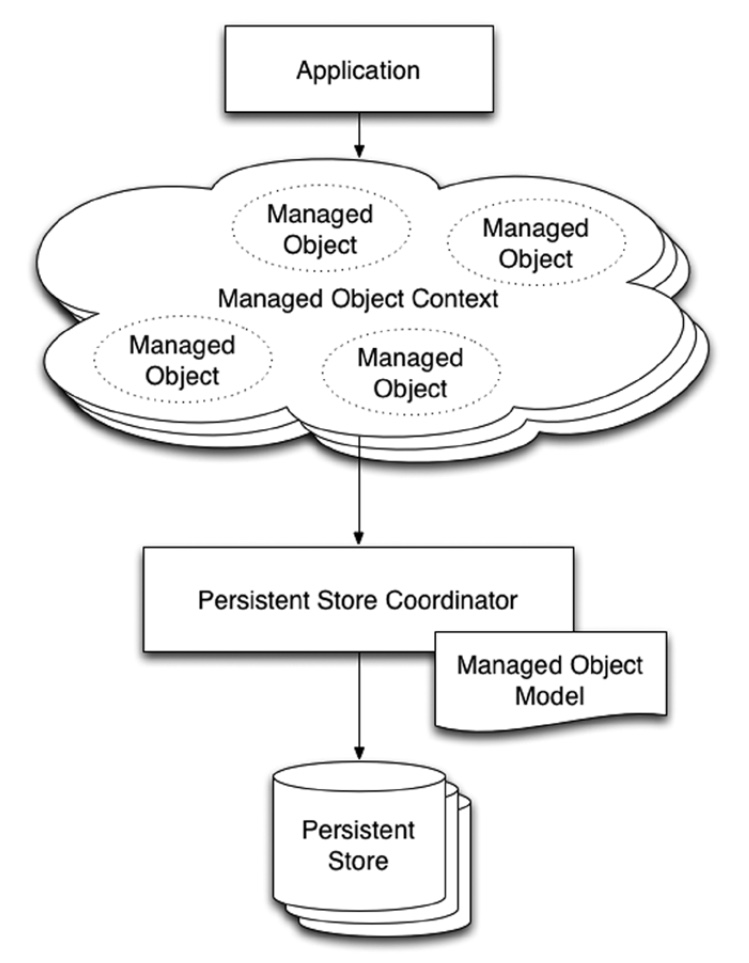 Application
Managed
Object
Managed
Object
Managed Object Context
Managed
Object
Managed
Object
Persistent Store Coordinator
Managed Object
Model
Persistent
Store